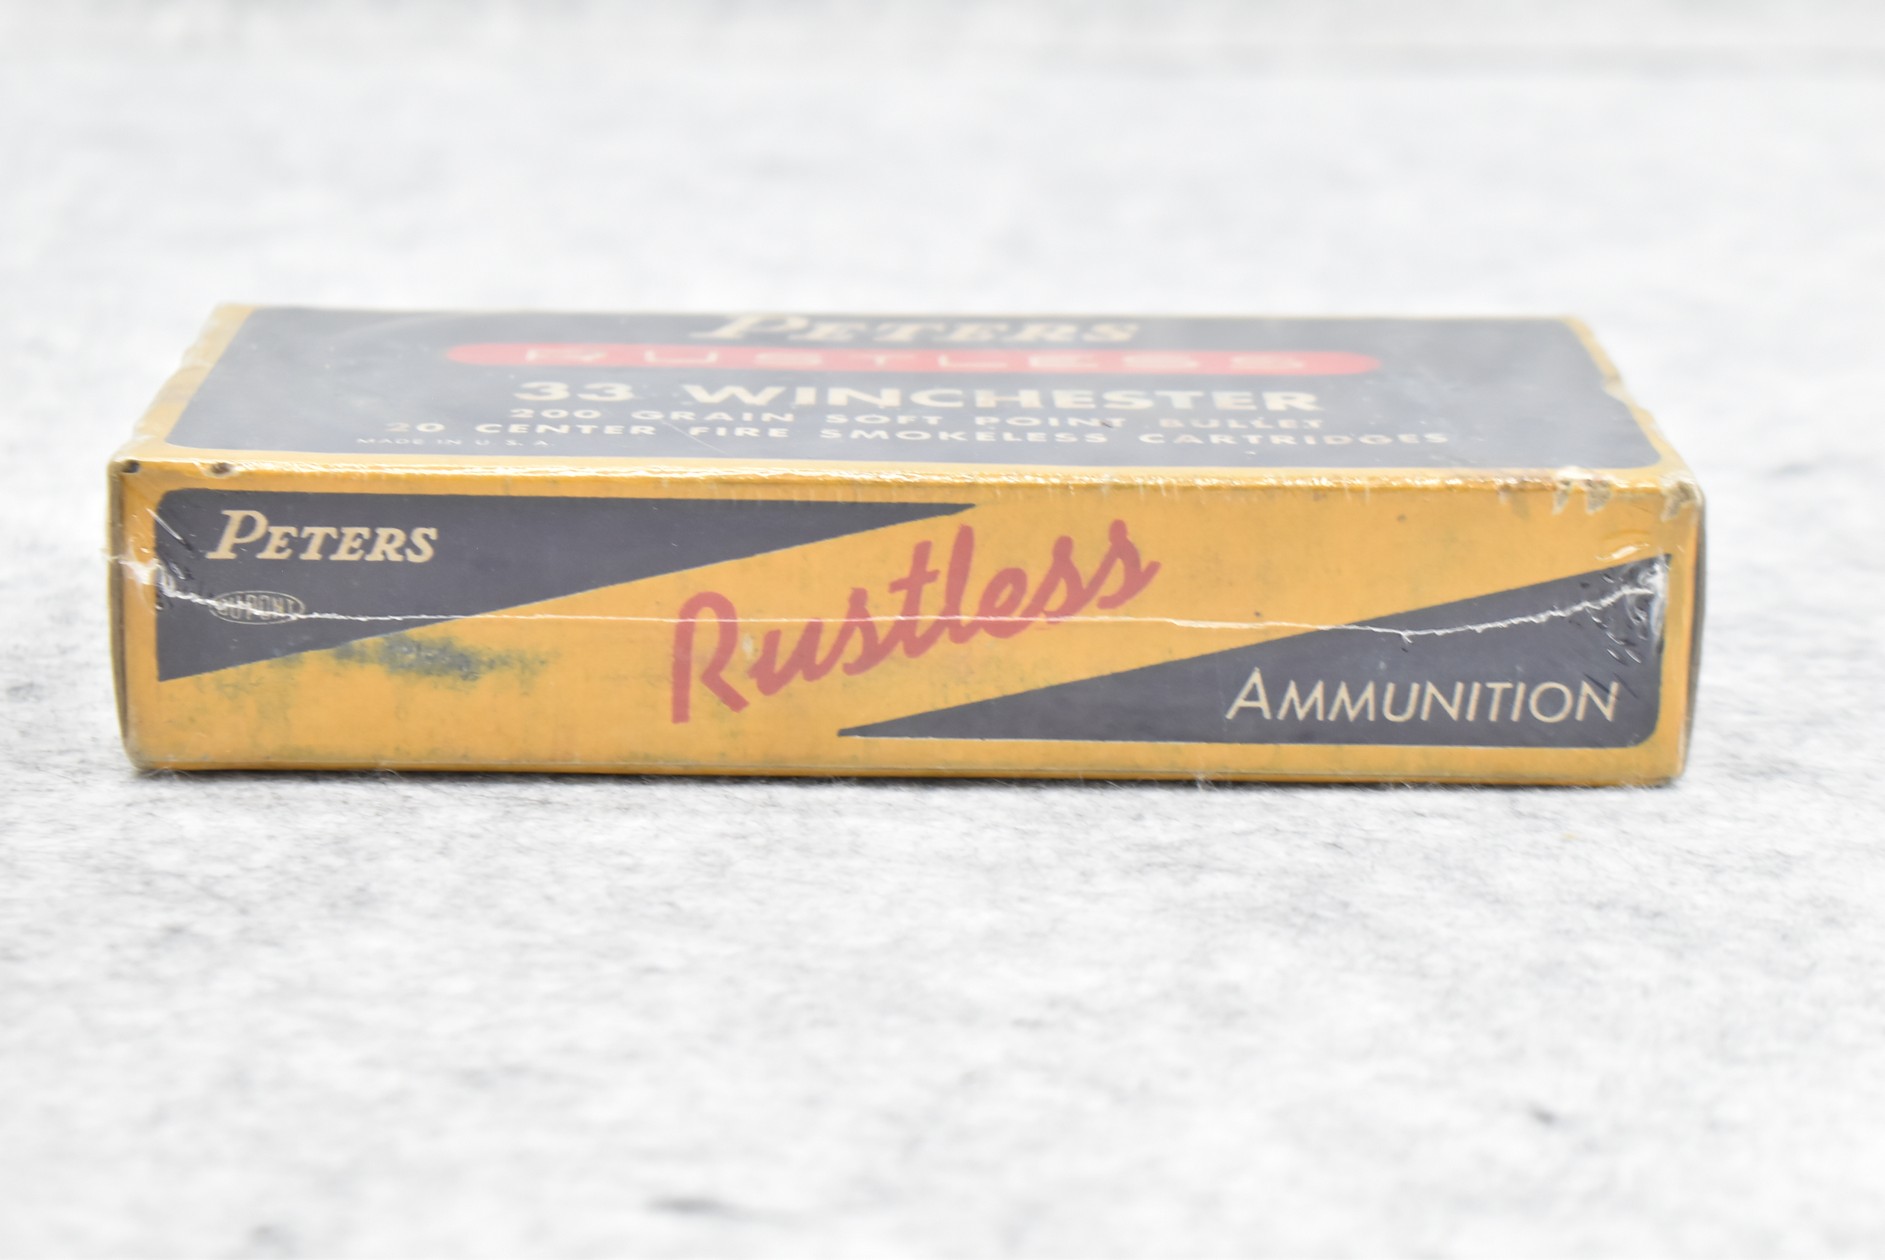 PETERS
RUSTLESS
33 WINCHESTER
200 GRAIN SOFT POINT BULLET
20 CENTER FIRE SMOKELESS CARTRIDGES
MADE IN U.S.A.
PETERS
DUPONT
Rustless
AMMUNITION